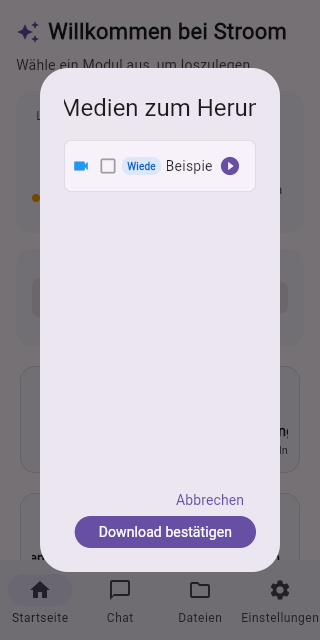 Willkommen bei Stroom
Wähle ein Modul aus, um loszulegen
Medien zum Herun
Wiede
Beispie
Abbrechen
Download bestätigen
Startseite
Chat
Dateien
Einstellungen